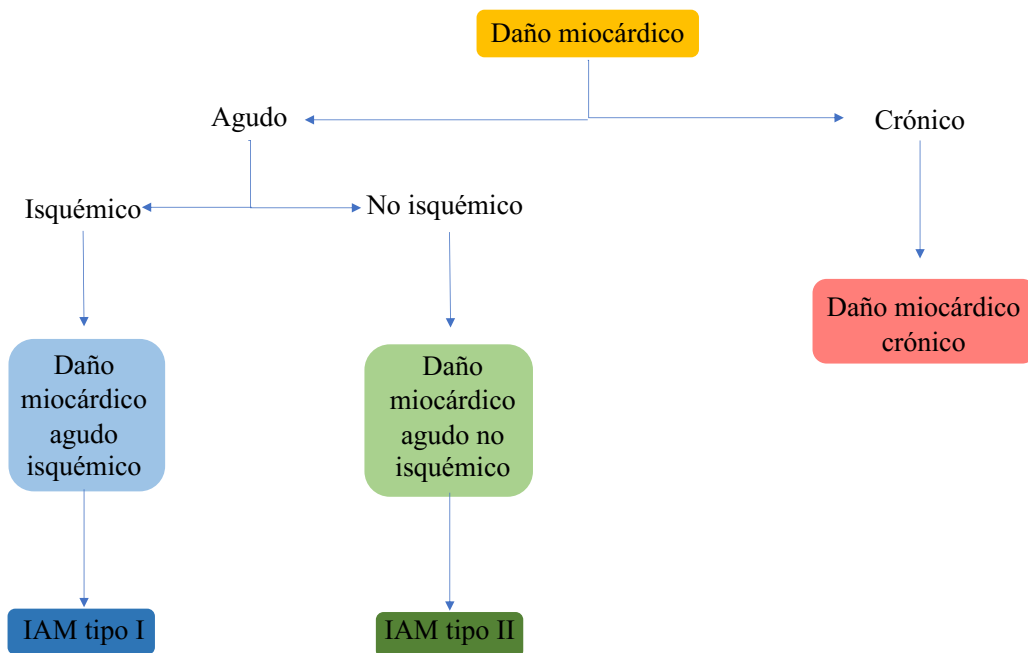 Daño miocárdico
Agudo
Crónico
Isquémico
No isquémico
Daño miocárdico
crónico
Daño
miocárdico
agudo
isquémico
Daño
miocárdico
agudo no
isquémico
IAM tipo I
IAM tipo II